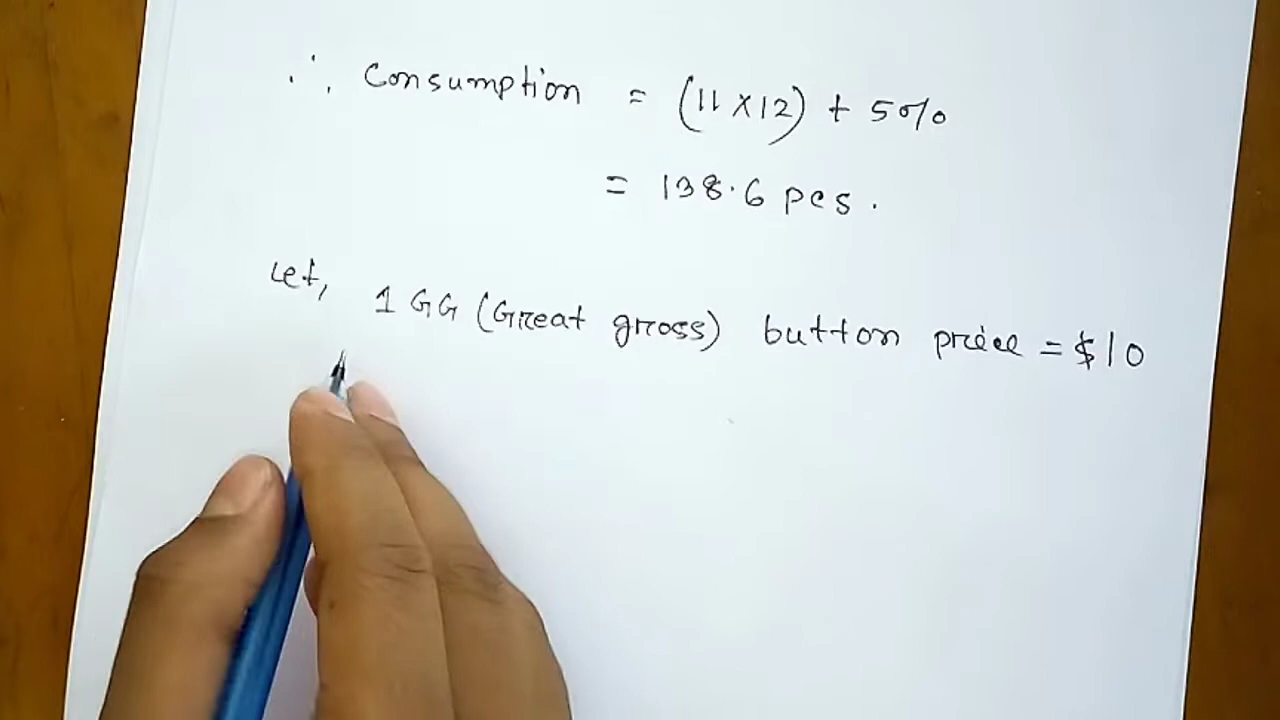 ∴ Consumption = (11 × 12) + 5%
= 138.6 pcs.
Let, 1 GG (Great gross) button price = $10